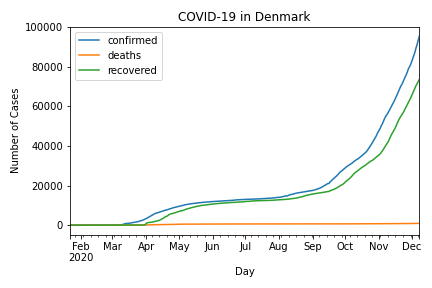 COVID-19 in Denmark
100000
80000
60000
40000
20000
0
Number of Cases
confirmed
deaths
recovered
Feb Mar Apr May Jun Jul Aug Sep Oct Nov Dec
2020
Day